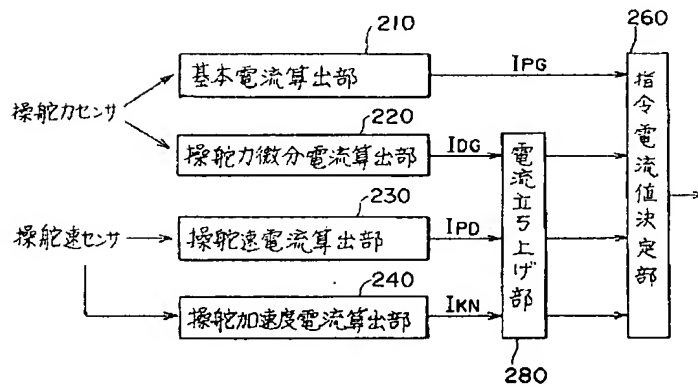 210
260
基本電流算出部
IPG
指令電流値決定部
操舵力センサ
220
操舵力微分電流算出部
IDG
電流立ち上げ部
230
操舵速センサ
操舵速電流算出部
IPD
240
操舵加速度電流算出部
IKN
280